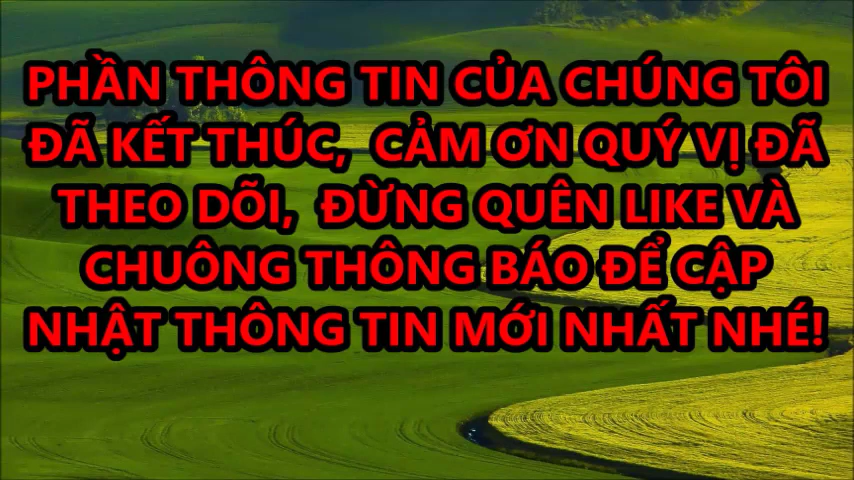 PHẦN THÔNG TIN CỦA CHÚNG TÔI
ĐÃ KẾT THÚC, CẢM ƠN QUÝ VỊ ĐÃ
THEO DÕI, ĐỪNG QUÊN LIKE VÀ
CHUÔNG THÔNG BÁO ĐỂ CẬP
NHẬT THÔNG TIN MỚI NHẤT NHÉ!